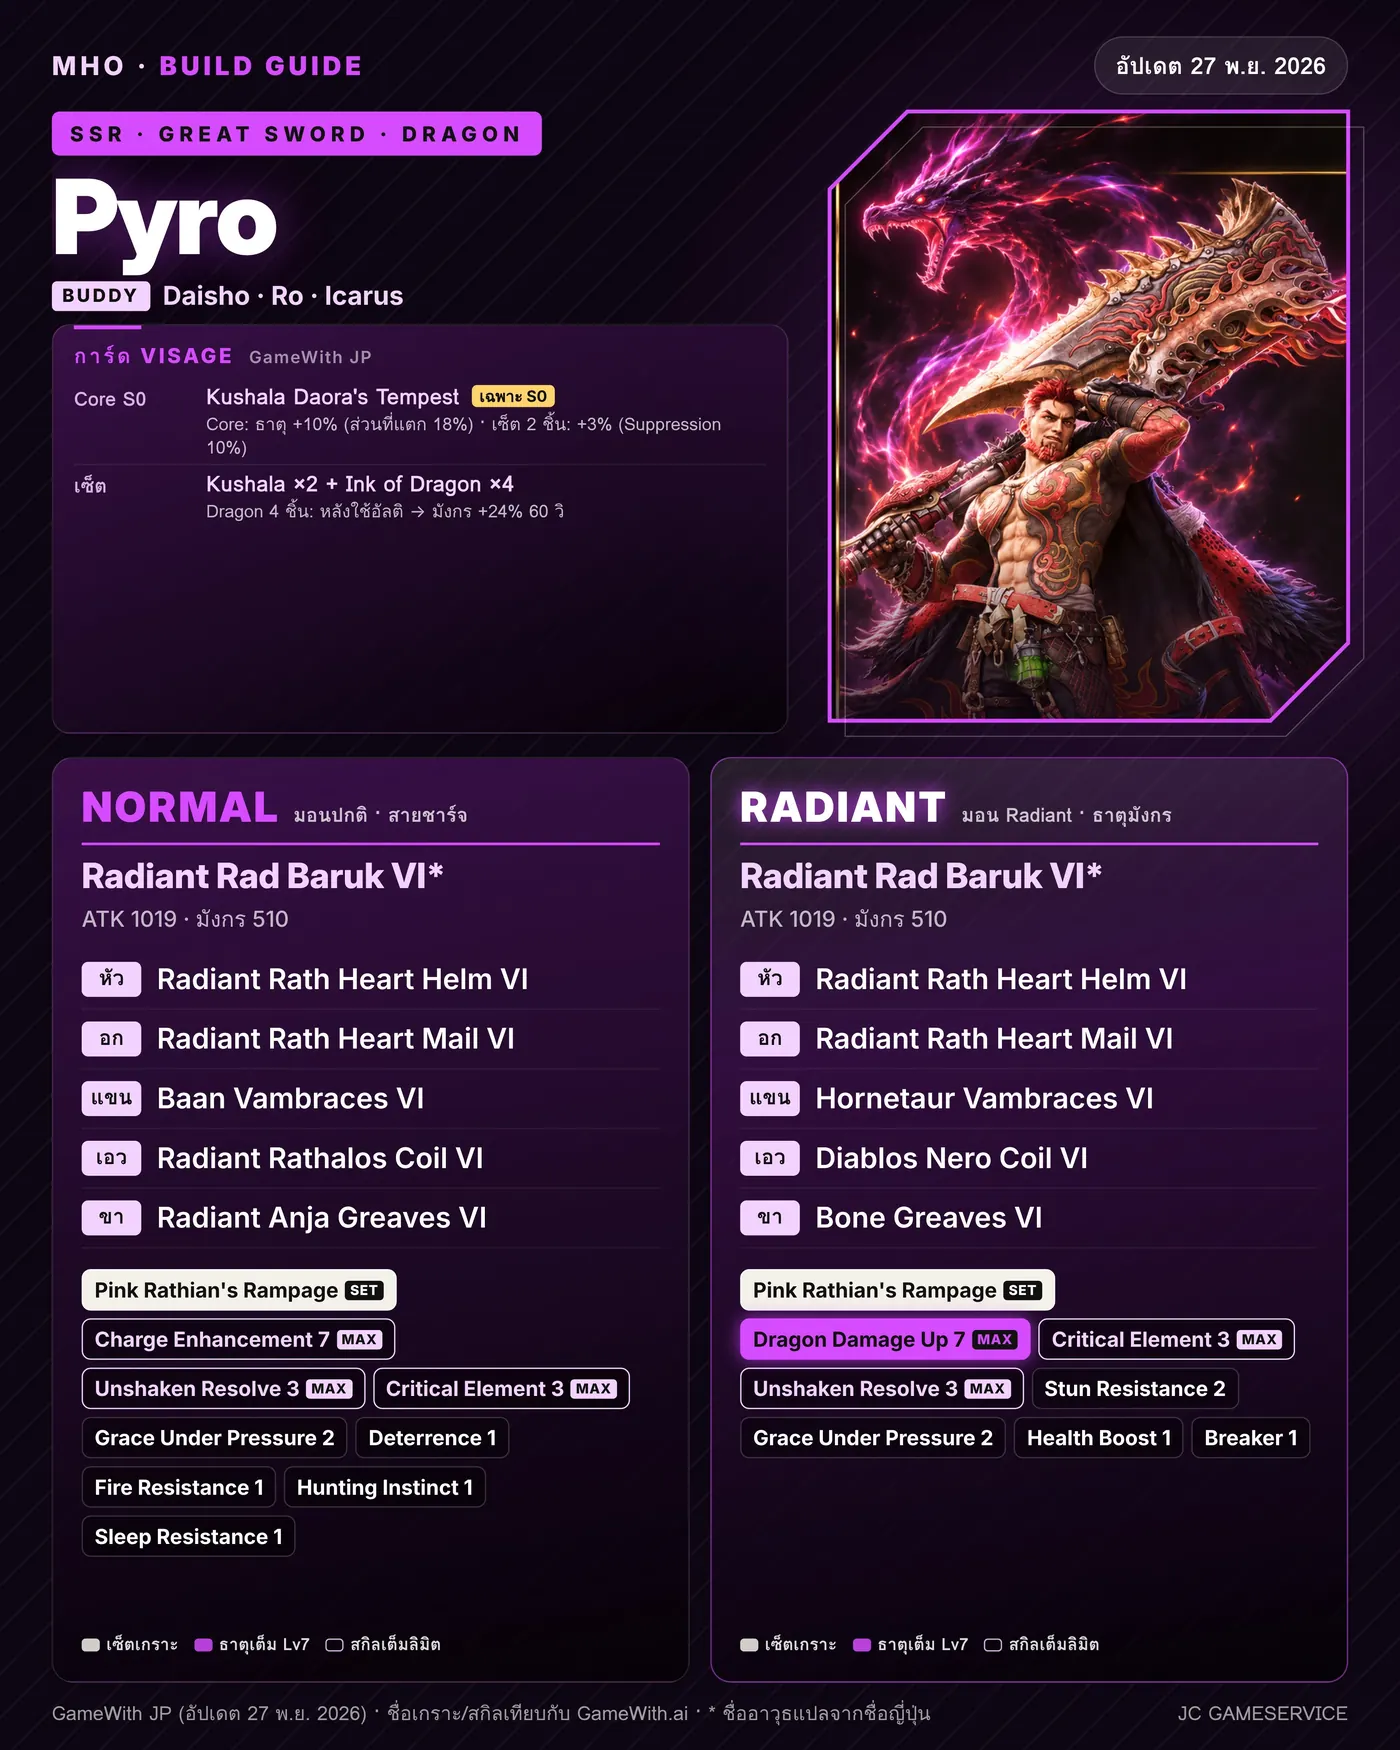 MHO · BUILD GUIDE
อัปเดต 27 พ.ย. 2026
SSR · GREAT SWORD · DRAGON
Pyro
BUDDY Daisho · Ro · Icarus
การ์ด VISAGE GameWith JP
Core S0 Kushala Daora's Tempest เฉพาะ S0
Core: ธาตุ +10% (ส่วนที่แตก 18%) · เซ็ต 2 ชิ้น: +3% (Suppression
10%)
เซ็ต Kushala ×2 + Ink of Dragon ×4
Dragon 4 ชิ้น: หลังใช้อัลติ → มังกร +24% 60 วิ
NORMAL มอนปกติ · สายชาร์จ
Radiant Rad Baruk VI*
ATK 1019 · มังกร 510
หัว Radiant Rath Heart Helm VI
อก Radiant Rath Heart Mail VI
แขน Baan Vambraces VI
เอว Radiant Rathalos Coil VI
ขา Radiant Anja Greaves VI
Pink Rathian's Rampage SET
Charge Enhancement 7 MAX
Unshaken Resolve 3 MAX Critical Element 3 MAX
Grace Under Pressure 2 Deterrence 1
Fire Resistance 1 Hunting Instinct 1
Sleep Resistance 1
เซ็ตเกราะ ธาตุเต็ม Lv7 สกิลเต็มลิมิต
RADIANT มอน Radiant · ธาตุมังกร
Radiant Rad Baruk VI*
ATK 1019 · มังกร 510
หัว Radiant Rath Heart Helm VI
อก Radiant Rath Heart Mail VI
แขน Hornetaur Vambraces VI
เอว Diablos Nero Coil VI
ขา Bone Greaves VI
Pink Rathian's Rampage SET
Dragon Damage Up 7 MAX Critical Element 3 MAX
Unshaken Resolve 3 MAX Stun Resistance 2
Grace Under Pressure 2 Health Boost 1 Breaker 1
เซ็ตเกราะ ธาตุเต็ม Lv7 สกิลเต็มลิมิต
GameWith JP (อัปเดต 27 พ.ย. 2026) · ชื่อเกราะ/สกิลเทียบกับ GameWith.ai · * ชื่ออาวุธแปลจากชื่อญี่ปุ่น
JC GAMESERVICE